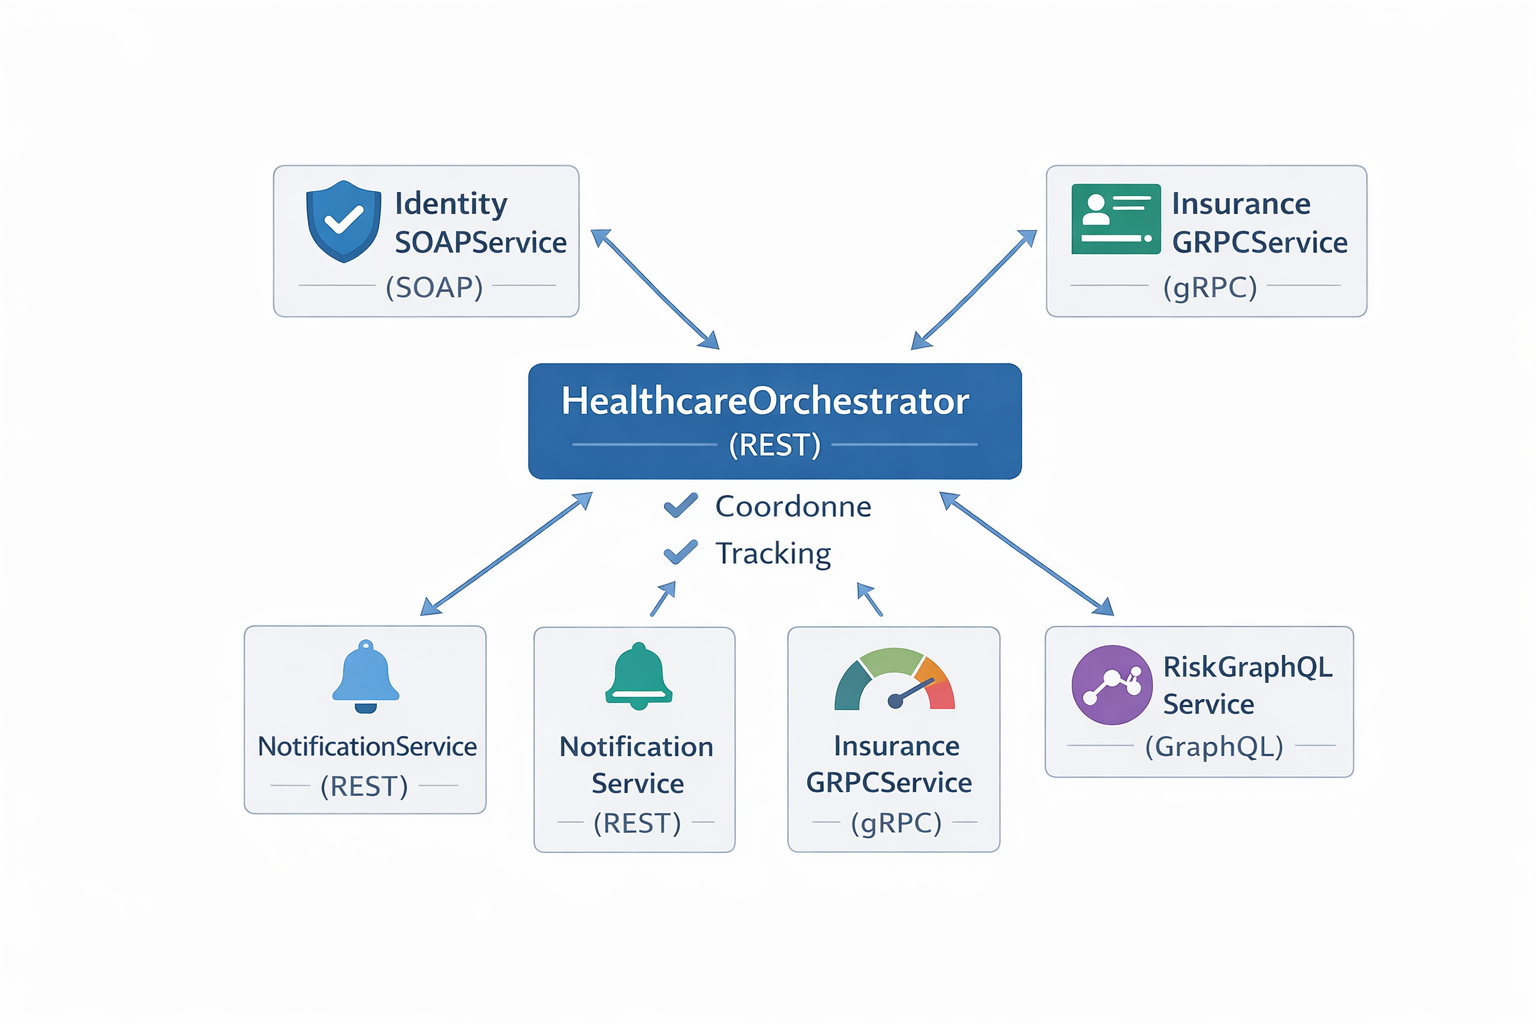 Identity
SOAPService
(SOAP)
Insurance
GRPCService
(gRPC)
HealthcareOrchestrator
(REST)
Coordonne
Tracking
NotificationService
(REST)
Notification
Service
(REST)
Insurance
GRPCService
(gRPC)
RiskGraphQL
Service
(GraphQL)